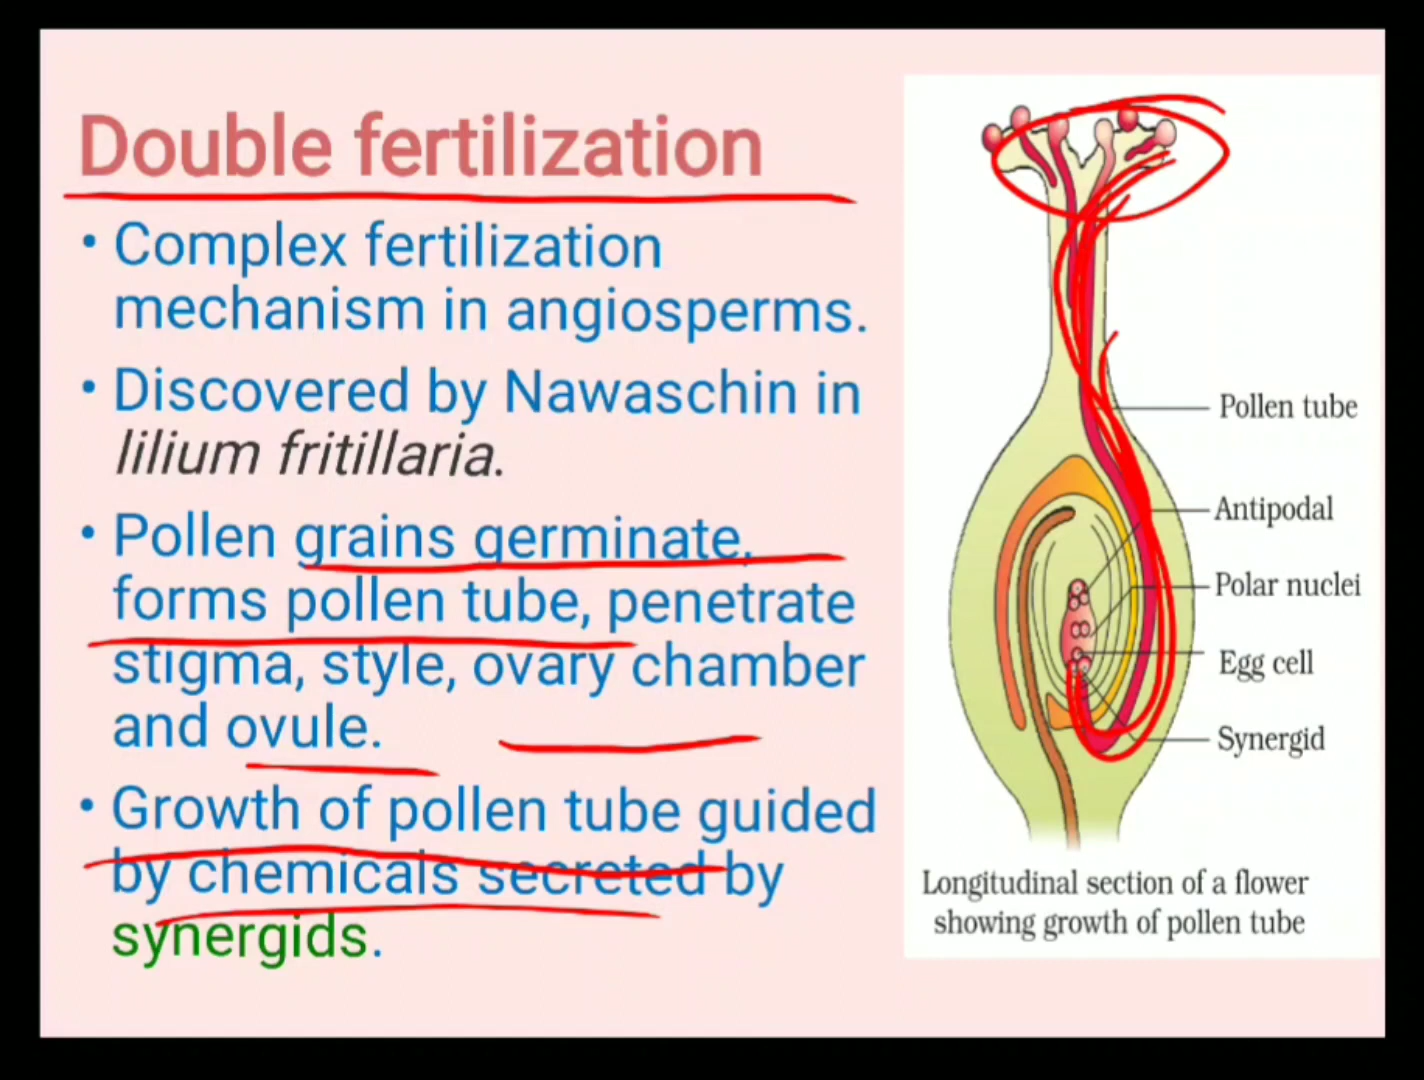 Double fertilization
• Complex fertilization
mechanism in angiosperms.
• Discovered by Nawaschin in
lilium fritillaria.
• Pollen grains germinate,
forms pollen tube, penetrate
stigma, style, ovary chamber
and ovule.
• Growth of pollen tube guided
by chemicals secreted by
synergids.
Pollen tube
Antipodal
Polar nuclei
Egg cell
Synergid
Longitudinal section of a flower
showing growth of pollen tube